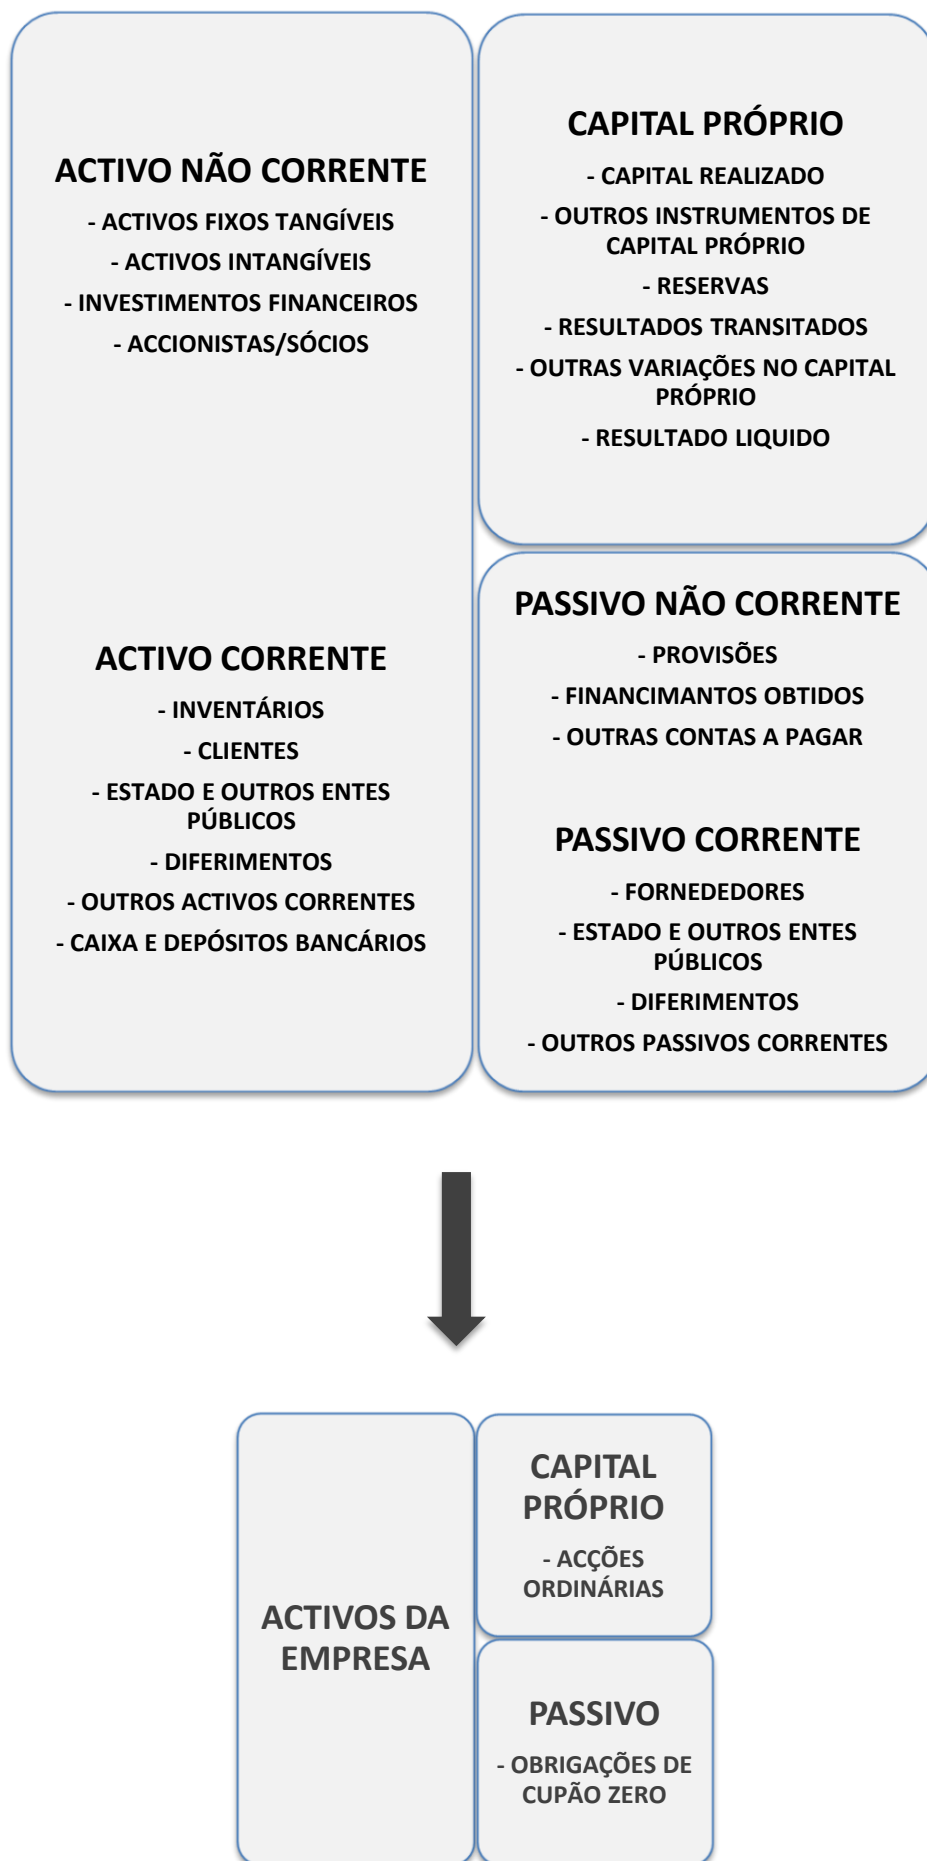 ACTIVO NÃO CORRENTE
- ACTIVOS FIXOS TANGÍVEIS
- ACTIVOS INTANGÍVEIS
- INVESTIMENTOS FINANCEIROS
- ACCIONISTAS/SÓCIOS
ACTIVO CORRENTE
- INVENTÁRIOS
- CLIENTES
- ESTADO E OUTROS ENTES
PÚBLICOS
- DIFERIMENTOS
- OUTROS ACTIVOS CORRENTES
- CAIXA E DEPÓSITOS BANCÁRIOS
CAPITAL PRÓPRIO
- CAPITAL REALIZADO
- OUTROS INSTRUMENTOS DE
CAPITAL PRÓPRIO
- RESERVAS
- RESULTADOS TRANSITADOS
- OUTRAS VARIAÇÕES NO CAPITAL
PRÓPRIO
- RESULTADO LIQUIDO
PASSIVO NÃO CORRENTE
- PROVISÕES
- FINANCIMANTOS OBTIDOS
- OUTRAS CONTAS A PAGAR
PASSIVO CORRENTE
- FORNEDEDORES
- ESTADO E OUTROS ENTES
PÚBLICOS
- DIFERIMENTOS
- OUTROS PASSIVOS CORRENTES
ACTIVOS DA
EMPRESA
CAPITAL
PRÓPRIO
- ACÇÕES
ORDINÁRIAS
PASSIVO
- OBRIGAÇÕES DE
CUPÃO ZERO